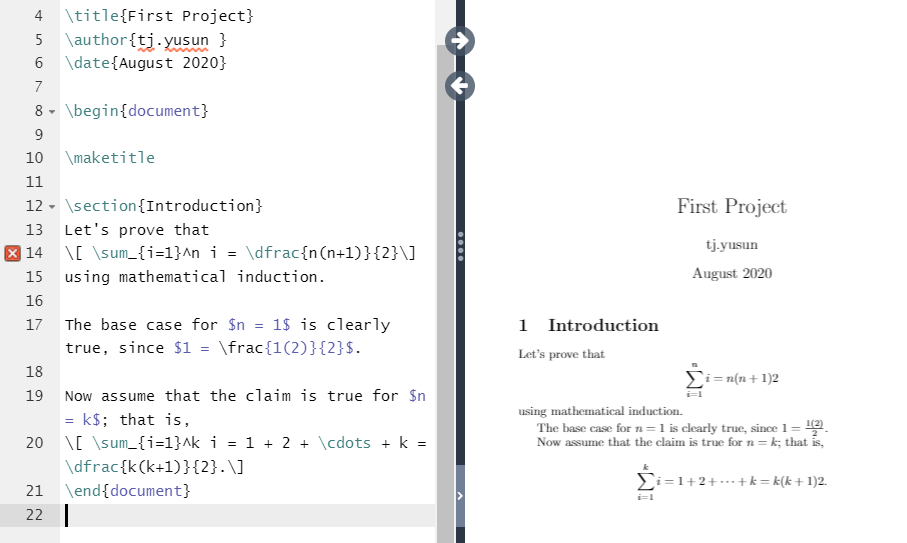 4 \title{First Project}
5 \author{tj.yusun }
6 \date{August 2020}
7
8 \begin{document}
9
10 \maketitle
11
12 \section{Introduction}
13 Let's prove that
14 \[ \sum_{i=1}^n i = \dfrac{n(n+1)}{2}\]
15 using mathematical induction.
16
17 The base case for $n = 1$ is clearly
true, since $1 = \frac{1(2)}{2}$.
18
19 Now assume that the claim is true for $n
= k$; that is,
20 \[ \sum_{i=1}^k i = 1 + 2 + \cdots + k =
\dfrac{k(k+1)}{2}.\]
21 \end{document}
22
First Project
tj.yusun
August 2020
1 Introduction
Let's prove that
n
∑ i = n(n + 1)2
i=1
using mathematical induction.
The base case for n = 1 is clearly true, since 1 = 1(2)/2.
Now assume that the claim is true for n = k; that is,
k
∑ i = 1 + 2 + ··· + k = k(k + 1)2.
i=1